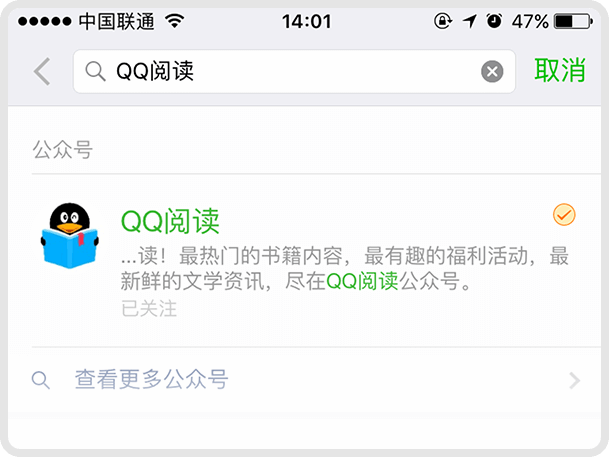 中国联通 14:01 47%
QQ阅读 取消
公众号
QQ阅读
...读！最热门的书籍内容，最有趣的福利活动，最
新鲜的文学资讯，尽在QQ阅读公众号。
已关注
查看更多公众号